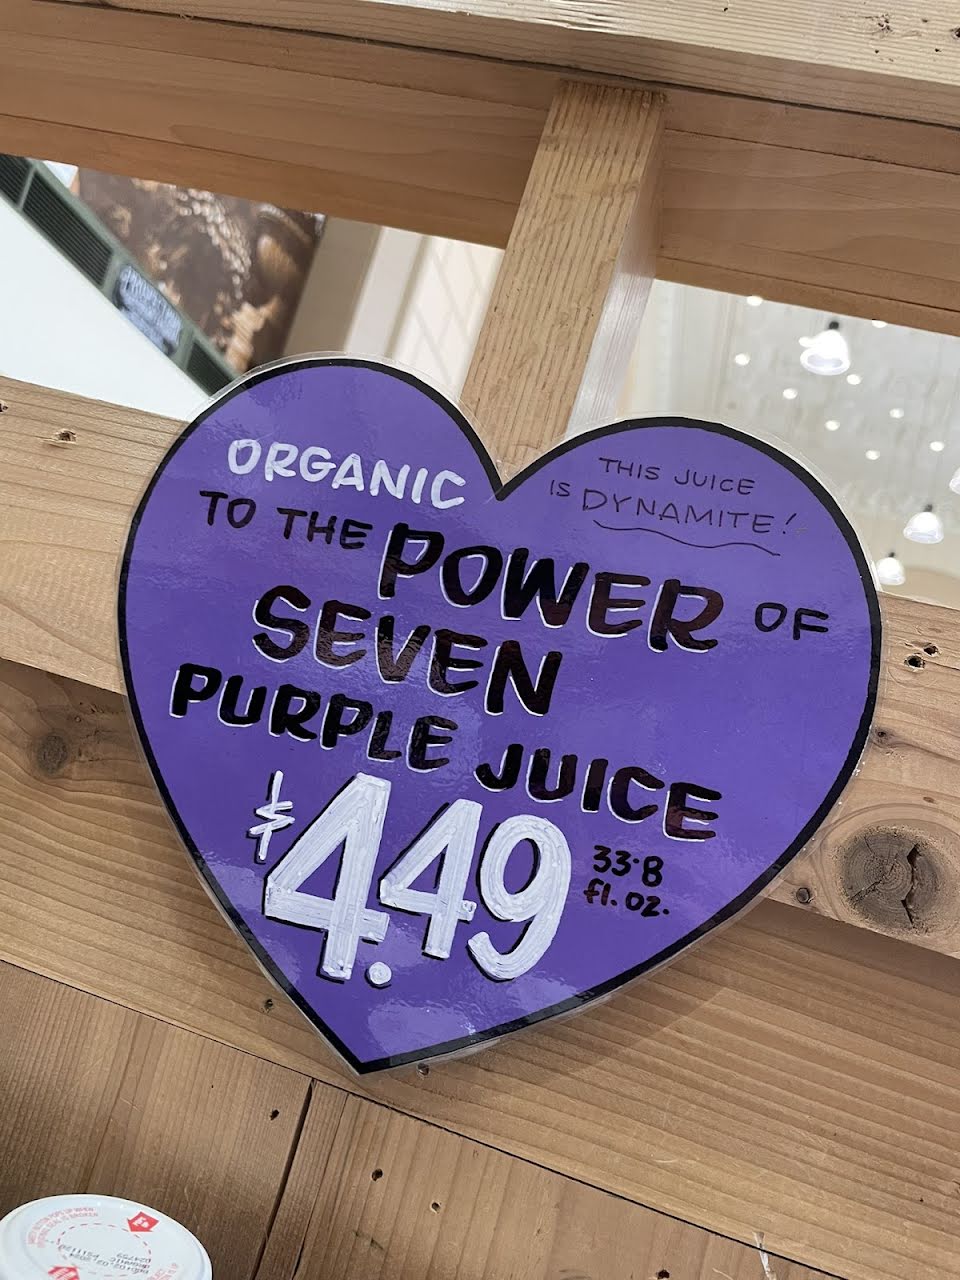 ORGANIC
TO THE POWER OF
SEVEN
PURPLE JUICE
$4.49
33.8
fl. oz.
THIS JUICE
IS DYNAMITE!